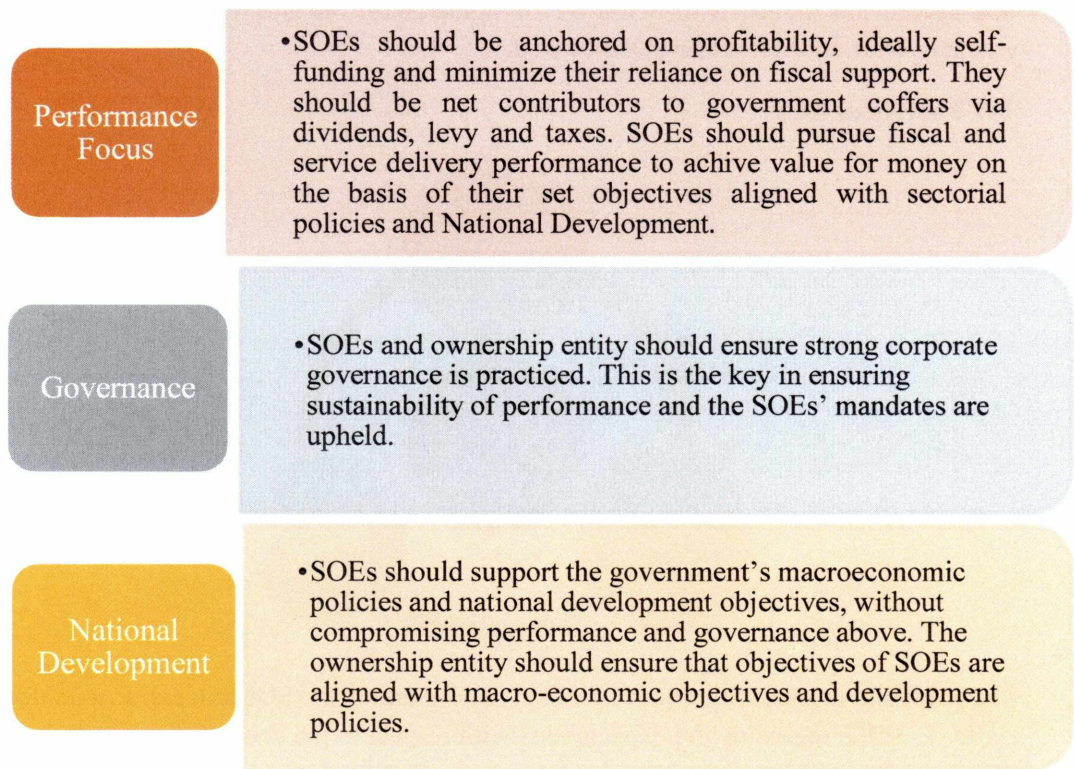 Performance
Focus
•SOEs should be anchored on profitability, ideally self-
funding and minimize their reliance on fiscal support. They
should be net contributors to government coffers via
dividends, levy and taxes. SOEs should pursue fiscal and
service delivery performance to achive value for money on
the basis of their set objectives aligned with sectorial
policies and National Development.
Governance
•SOEs and ownership entity should ensure strong corporate
governance is practiced. This is the key in ensuring
sustainability of performance and the SOEs’ mandates are
upheld.
National
Development
•SOEs should support the government’s macroeconomic
policies and national development objectives, without
compromising performance and governance above. The
ownership entity should ensure that objectives of SOEs are
aligned with macro-economic objectives and development
policies.